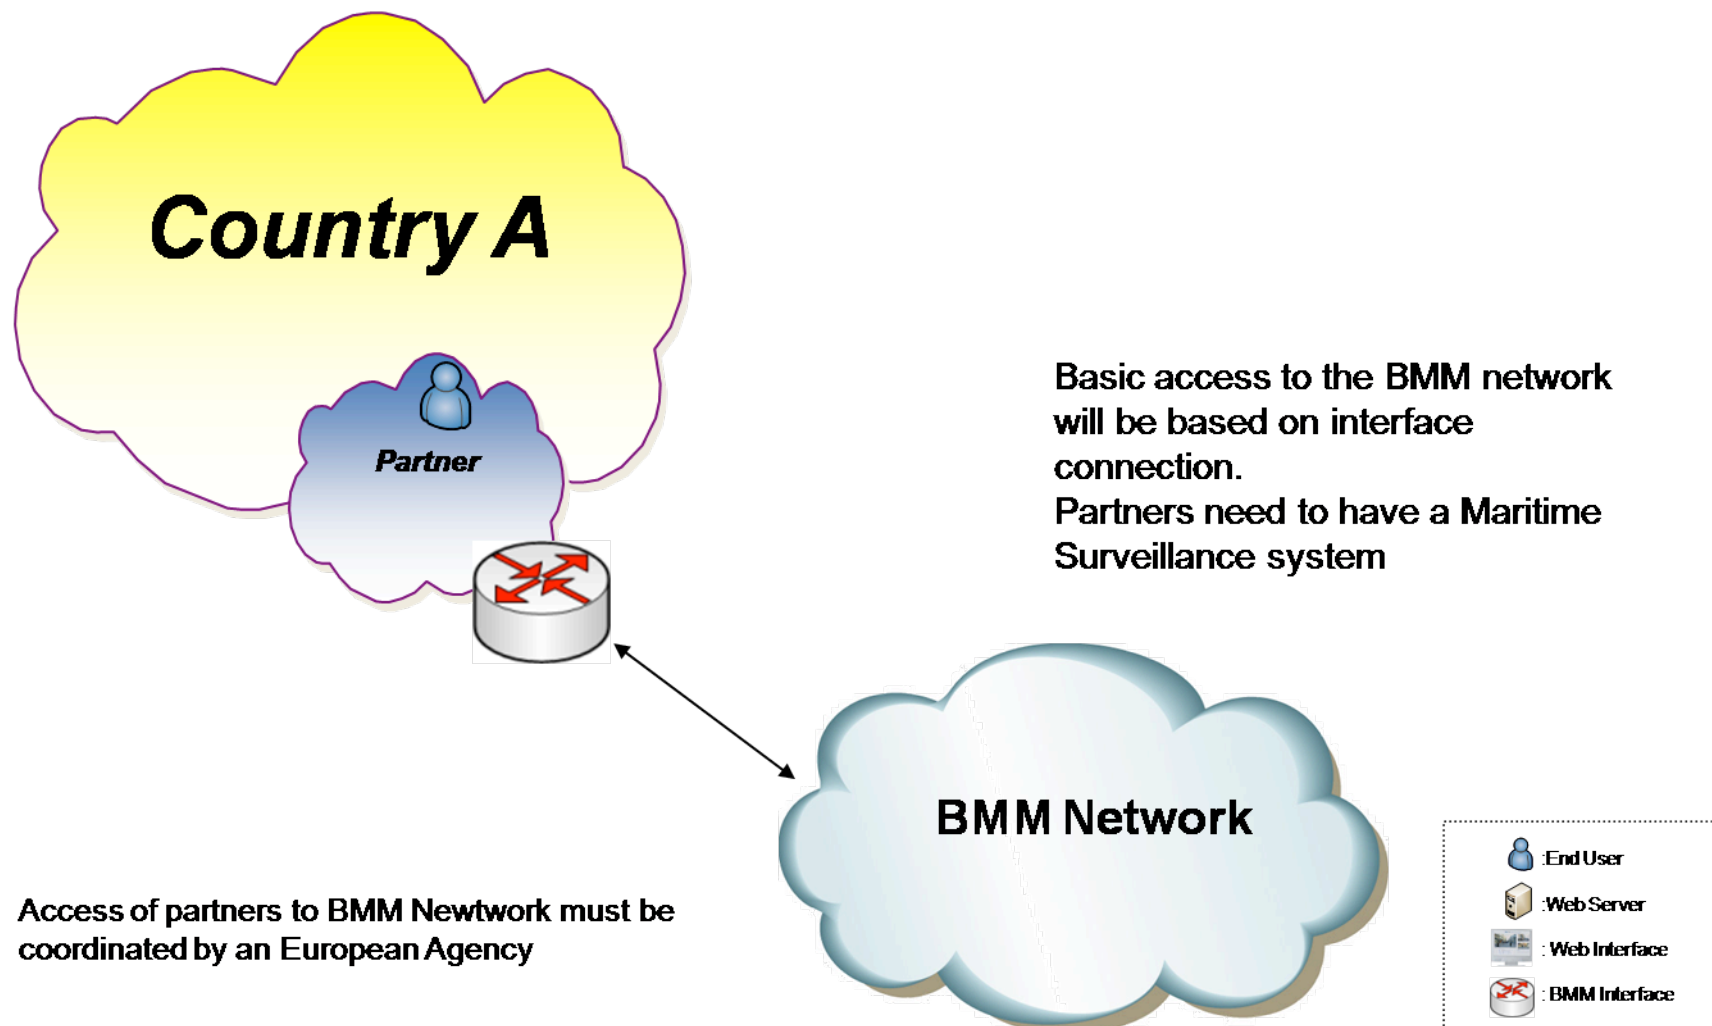 Country A
Partner
Basic access to the BMM network
will be based on interface
connection.
Partners need to have a Maritime
Surveillance system
BMM Network
Access of partners to BMM Newtwork must be
coordinated by an European Agency
:End User
:Web Server
: Web Interface
: BMM Interface